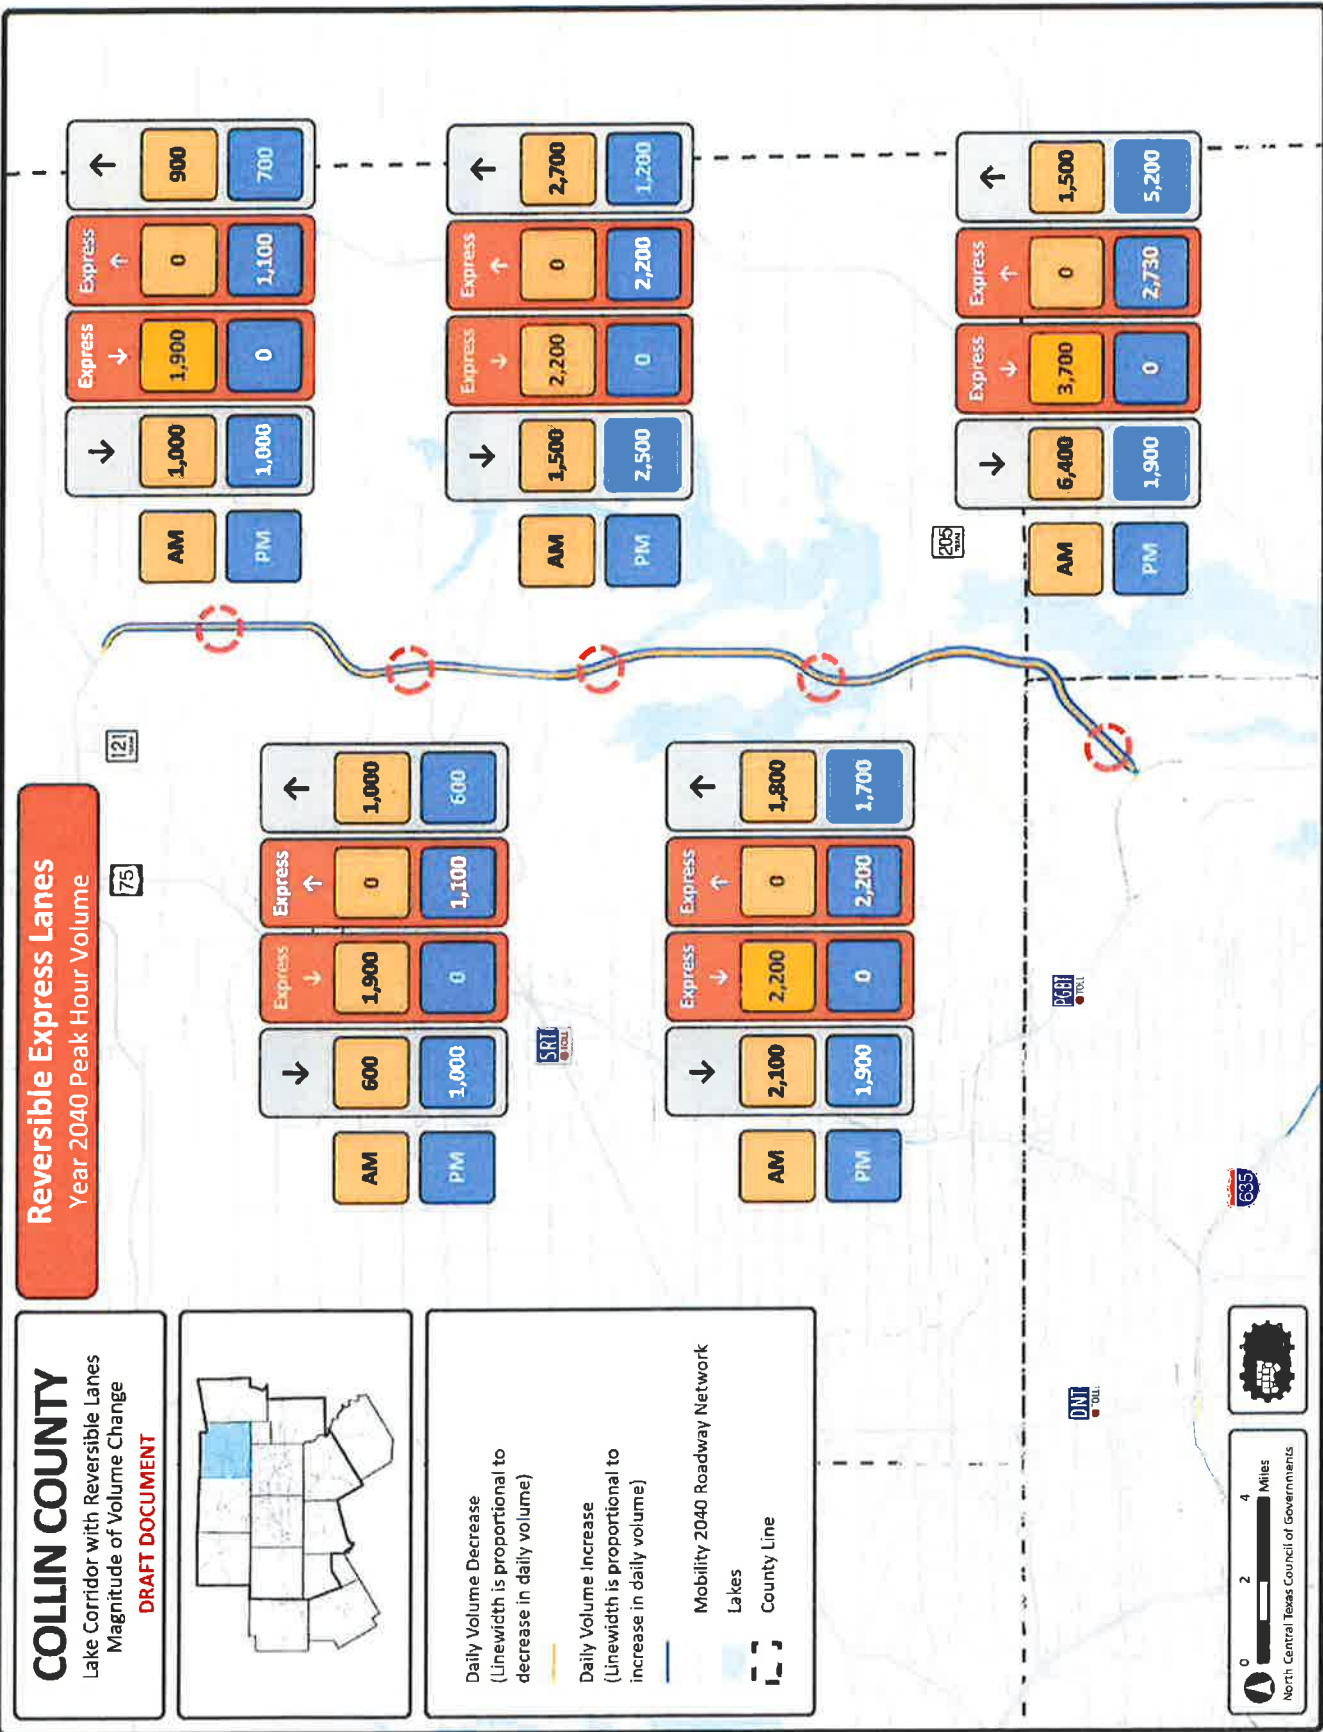 COLLIN COUNTY
Lake Corridor with Reversible Lanes
Magnitude of Volume Change
DRAFT DOCUMENT
Reversible Express Lanes
Year 2040 Peak Hour Volume
Daily Volume Decrease
(Linewidth is proportional to
decrease in daily volume)
Daily Volume Increase
(Linewidth is proportional to
increase in daily volume)
Mobility 2040 Roadway Network
Lakes
County Line
0 2 4
Miles
North Central Texas Council of Governments
75
121
TEXAS
SRT
TOLL
205
TEXAS
PGBT
TOLL
DNT
TOLL
635
↓ Express ↓ Express ↑ ↑
AM 1,000 1,900 0 900
PM 1,000 0 1,100 700
↓ Express ↓ Express ↑ ↑
AM 600 1,900 0 1,000
PM 1,000 0 1,100 600
↓ Express ↓ Express ↑ ↑
AM 1,500 2,200 0 2,700
PM 2,500 0 2,200 1,200
↓ Express ↓ Express ↑ ↑
AM 2,100 2,200 0 1,800
PM 1,900 0 2,200 1,700
↓ Express ↓ Express ↑ ↑
AM 6,400 3,700 0 1,500
PM 1,900 0 2,730 5,200